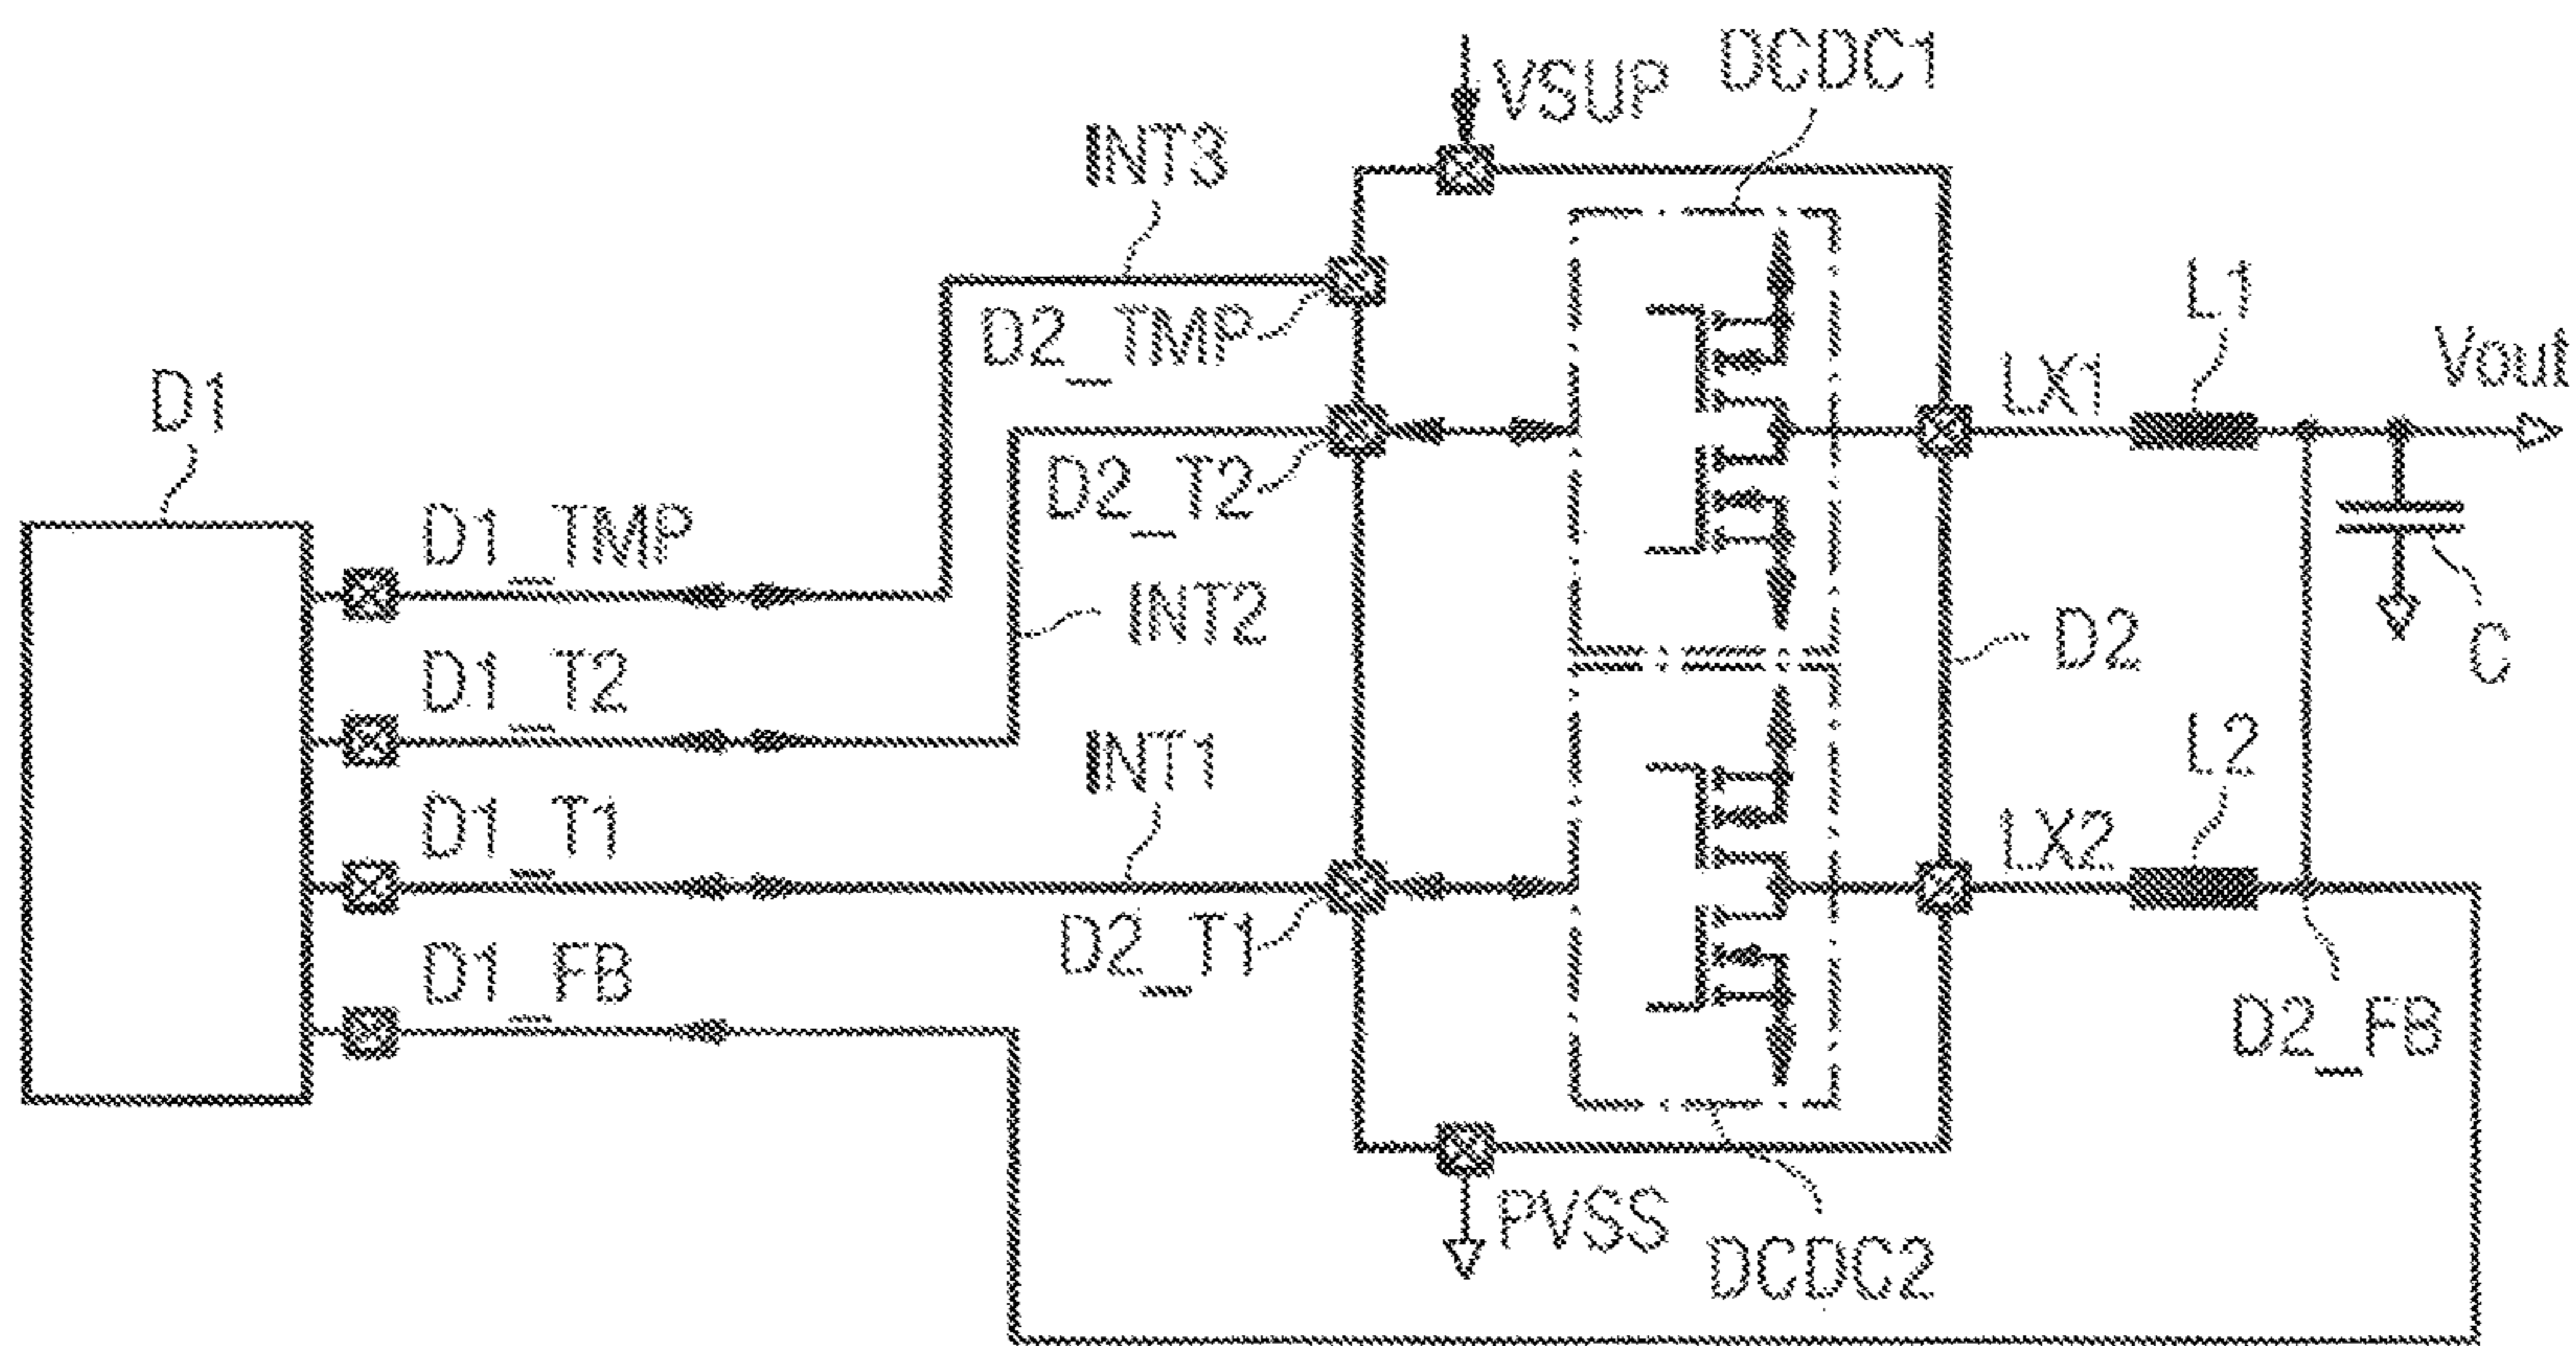 VSUP
DCDC1
INT3
L1
D2_TMP
LX1
Vout
D1
D2_T2
D1_TMP
INT2
D2
C
D1_T2
INT1
L2
D1_T1
LX2
D2_T1
D1_FB
D2_FB
PVSS
DCDC2